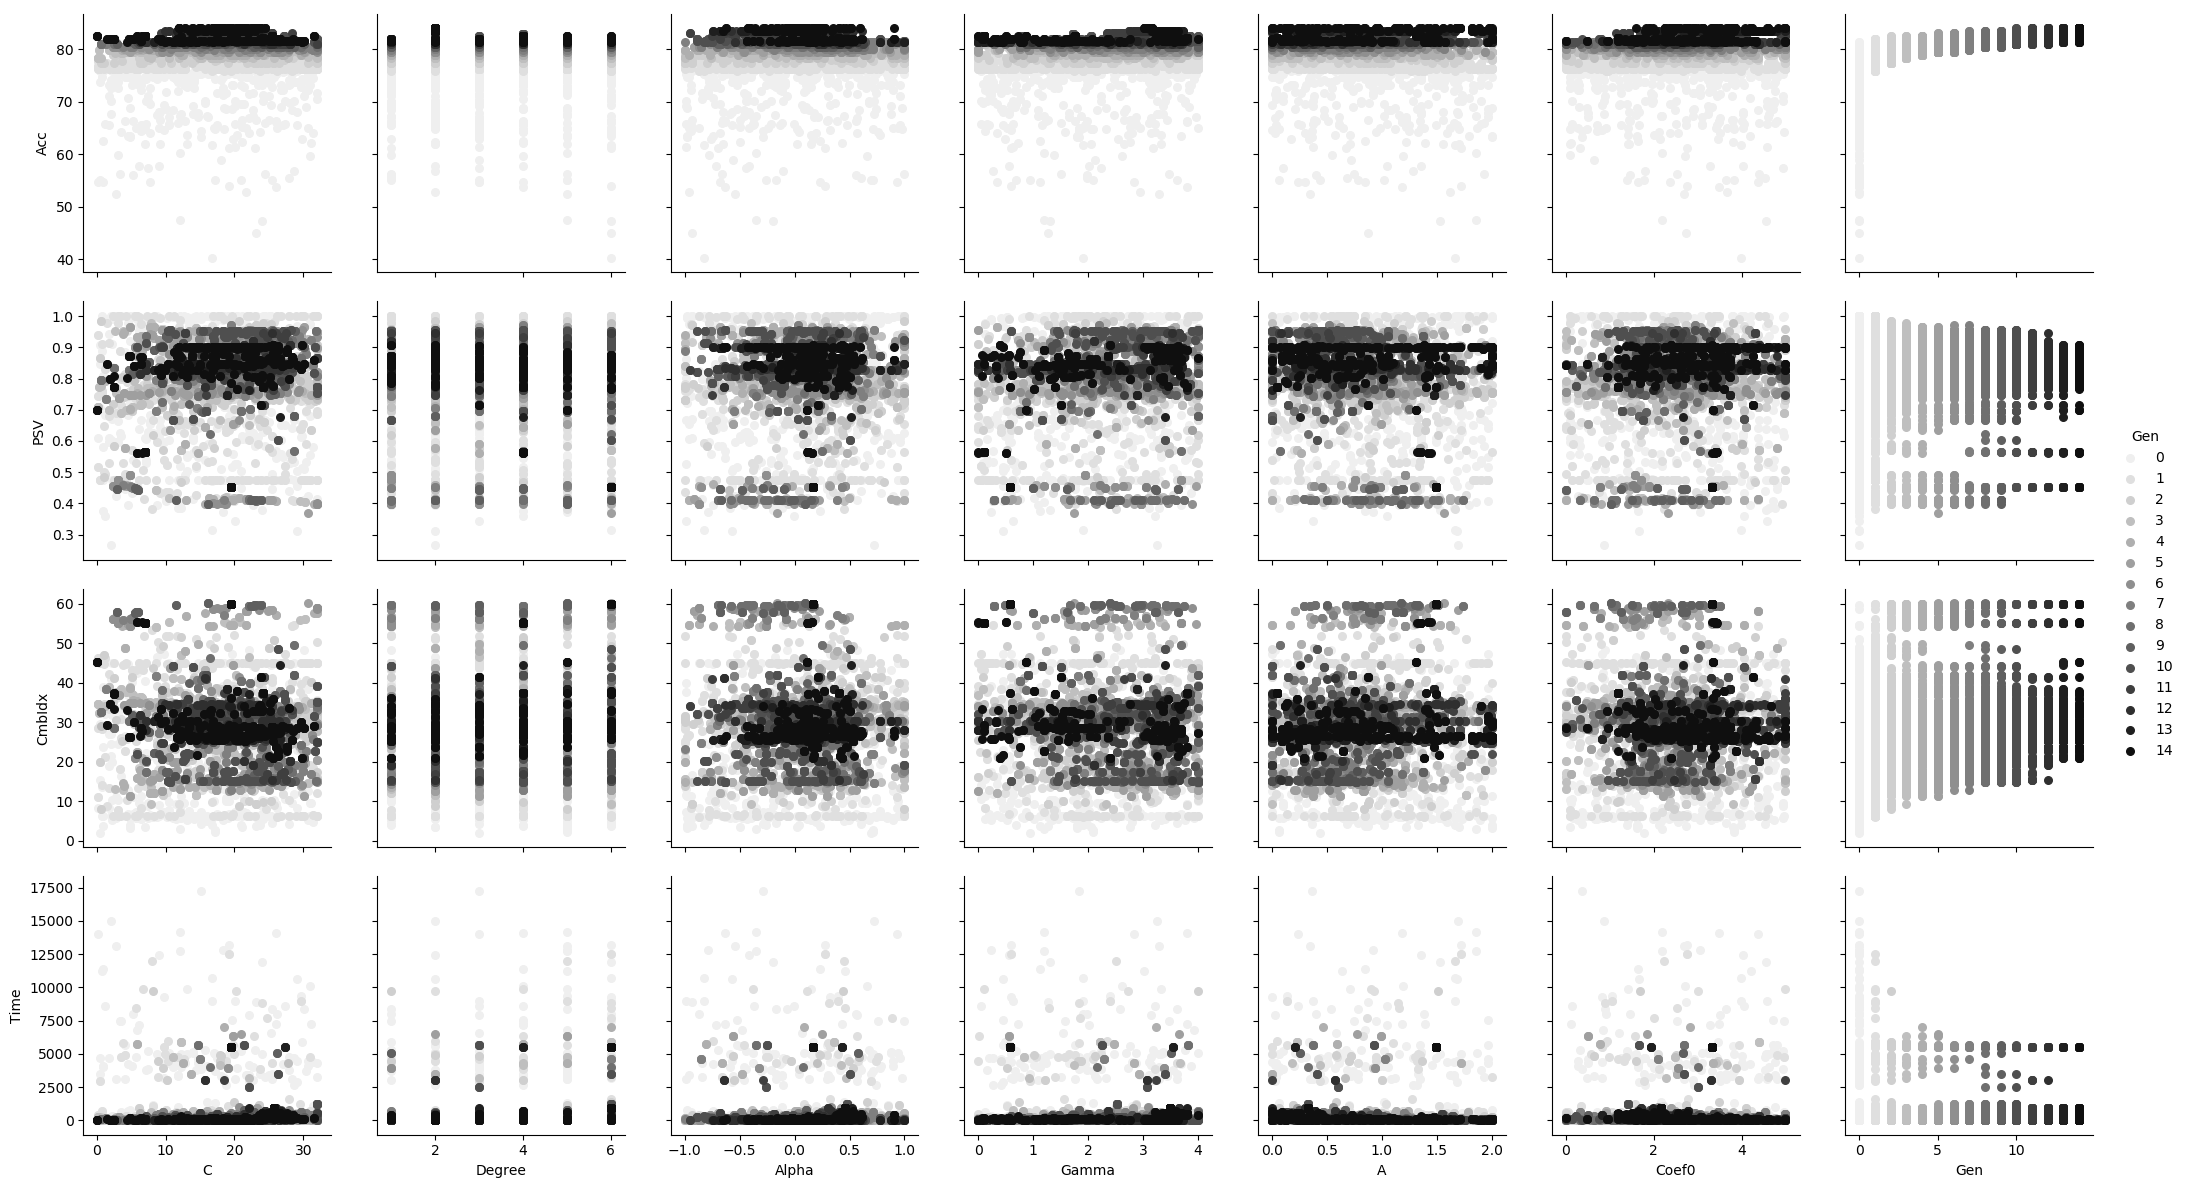 Acc
80
70
60
50
40
PSV
1.0
0.9
0.8
0.7
0.6
0.5
0.4
0.3
CmbIdx
60
50
40
30
20
10
0
Time
17500
15000
12500
10000
7500
5000
2500
0
0 10 20 30
C
2 4 6
Degree
−1.0 −0.5 0.0 0.5 1.0
Alpha
0 1 2 3 4
Gamma
0.0 0.5 1.0 1.5 2.0
A
0 2 4
Coef0
0 5 10
Gen
Gen
0
1
2
3
4
5
6
7
8
9
10
11
12
13
14